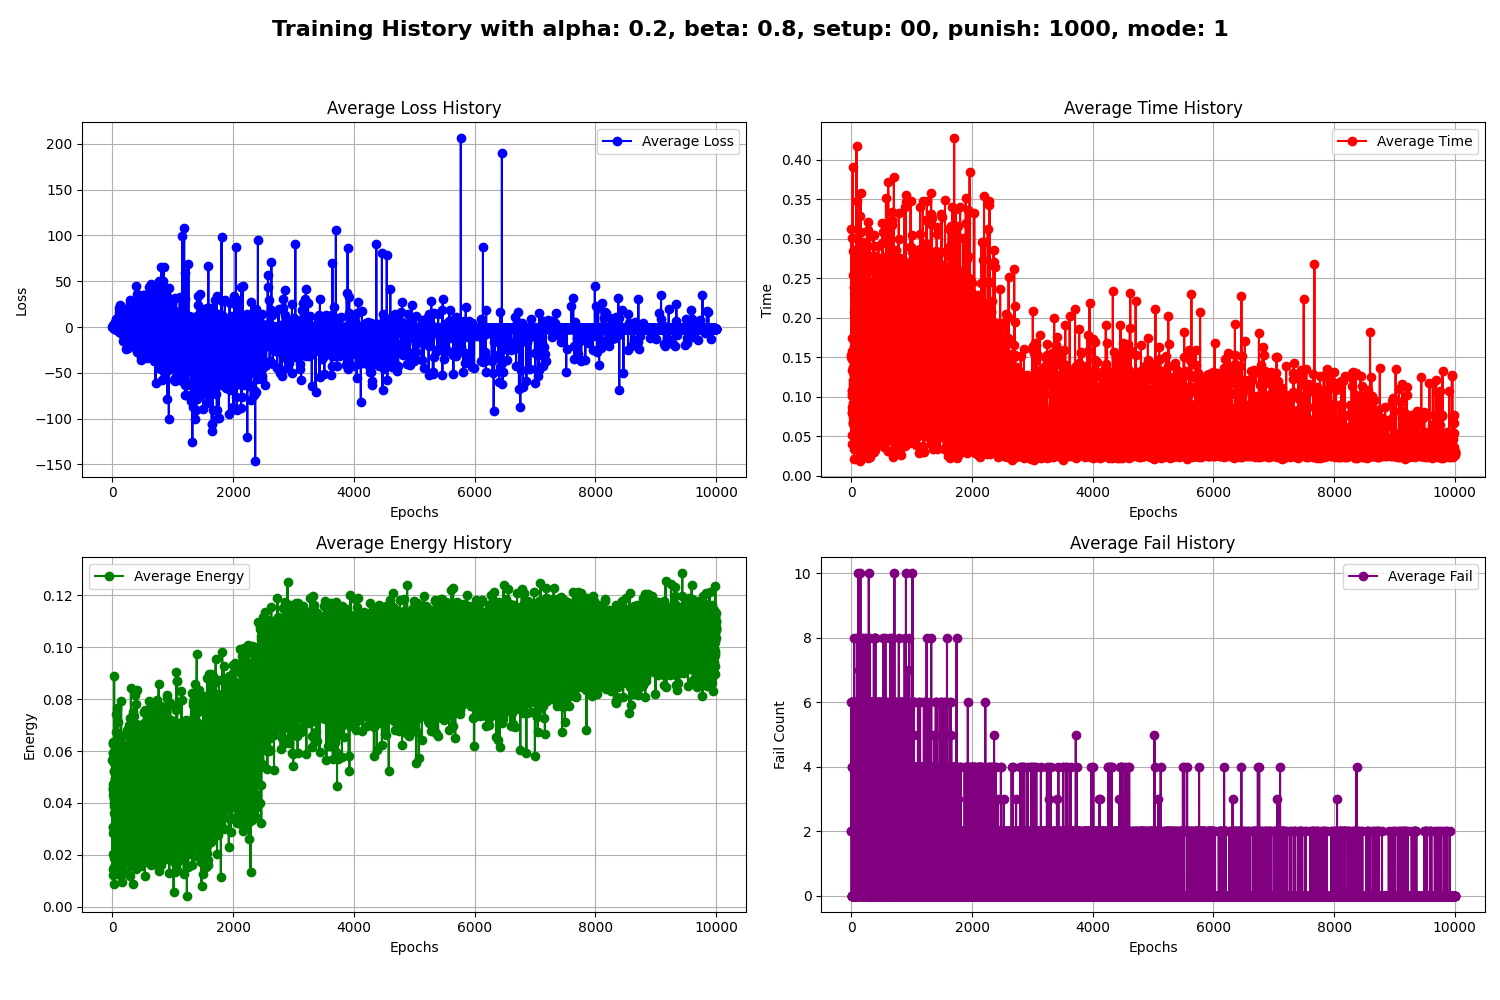 Training History with alpha: 0.2, beta: 0.8, setup: 00, punish: 1000, mode: 1
Average Loss History
Average Loss
Loss
200
150
100
50
0
−50
−100
−150
0 2000 4000 6000 8000 10000
Epochs
Average Time History
Average Time
Time
0.40
0.35
0.30
0.25
0.20
0.15
0.10
0.05
0.00
0 2000 4000 6000 8000 10000
Epochs
Average Energy History
Average Energy
Energy
0.12
0.10
0.08
0.06
0.04
0.02
0.00
0 2000 4000 6000 8000 10000
Epochs
Average Fail History
Average Fail
Fail Count
10
8
6
4
2
0
0 2000 4000 6000 8000 10000
Epochs